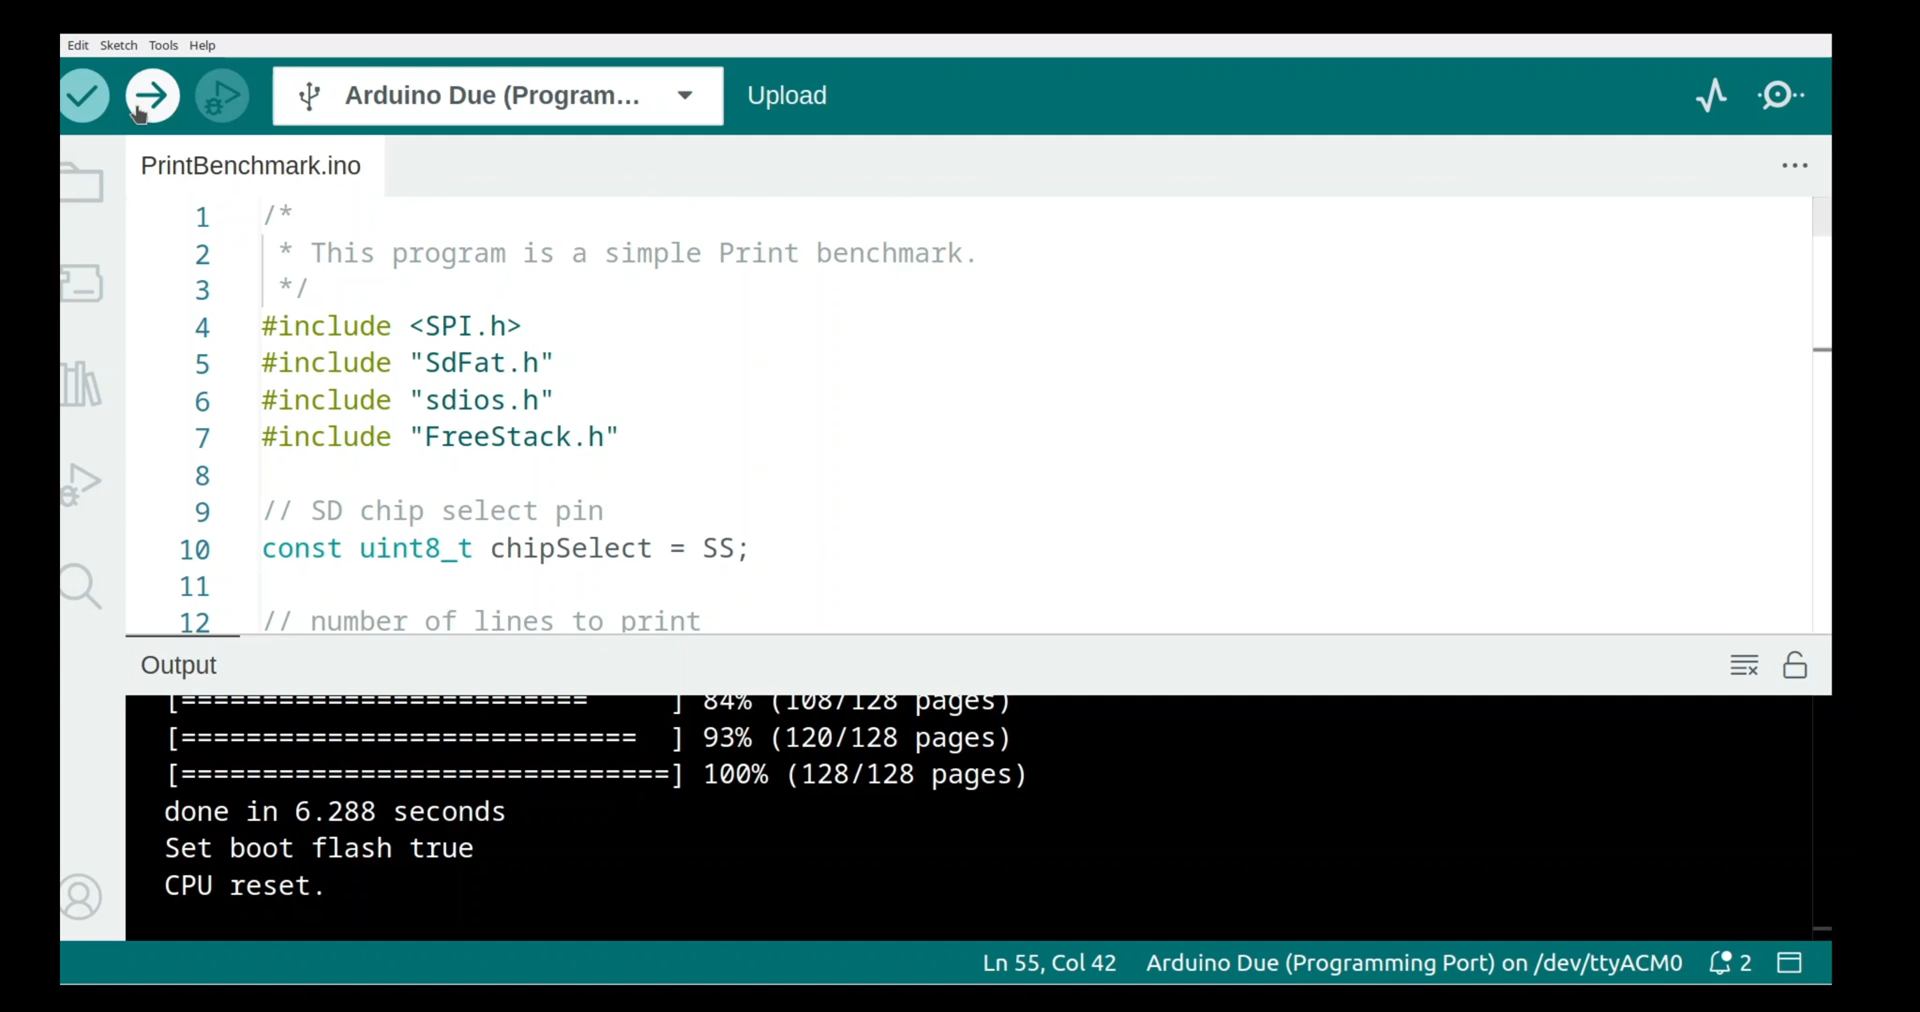 Edit Sketch Tools Help
Arduino Due (Program... Upload
PrintBenchmark.ino
1 /*
2 * This program is a simple Print benchmark.
3 */
4 #include <SPI.h>
5 #include "SdFat.h"
6 #include "sdios.h"
7 #include "FreeStack.h"
8
9 // SD chip select pin
10 const uint8_t chipSelect = SS;
11
12 // number of lines to print
Output
[========================= ] 84% (108/128 pages)
[============================ ] 93% (120/128 pages)
[==============================] 100% (128/128 pages)
done in 6.288 seconds
Set boot flash true
CPU reset.
Ln 55, Col 42 Arduino Due (Programming Port) on /dev/ttyACM0 2